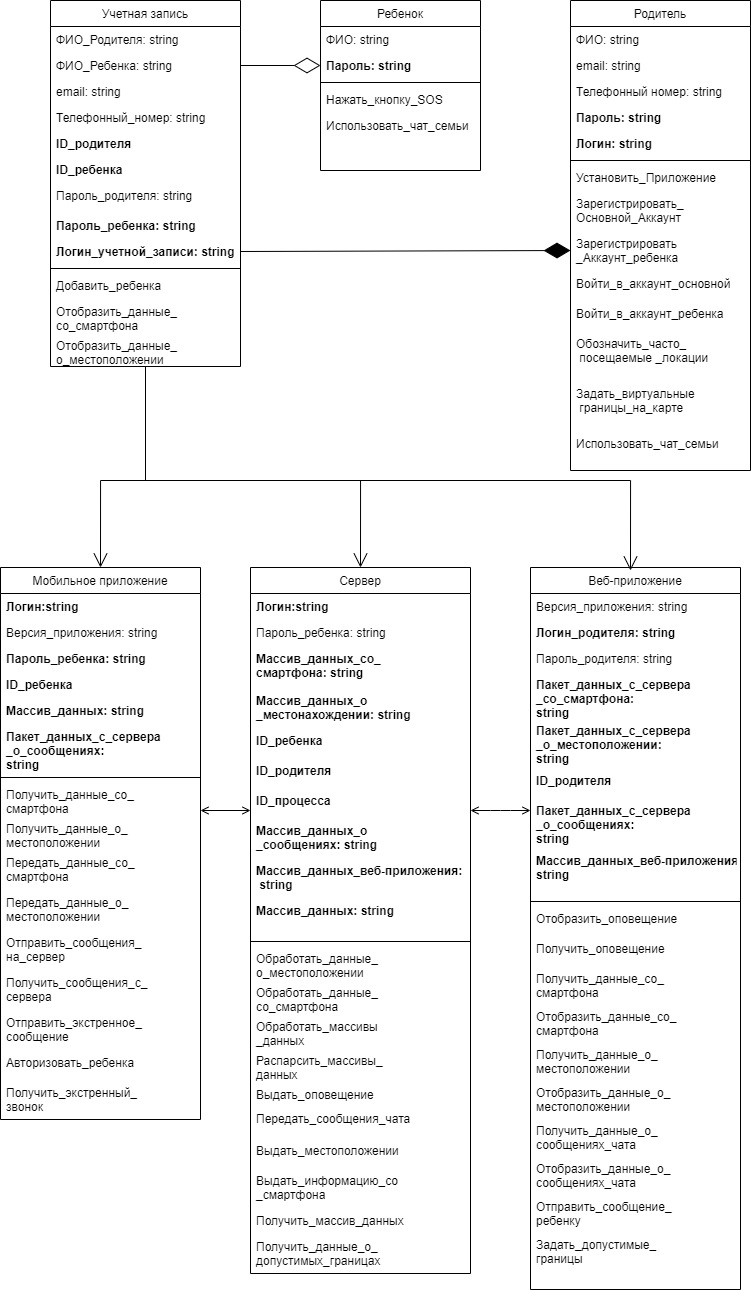 Учетная запись
ФИО_Родителя: string
ФИО_Ребенка: string
email: string
Телефонный_номер: string
ID_родителя
ID_ребенка
Пароль_родителя: string
Пароль_ребенка: string
Логин_учетной_записи: string
Добавить_ребенка
Отобразить_данные_
со_смартфона
Отобразить_данные_
о_местоположении
Ребенок
ФИО: string
Пароль: string
Нажать_кнопку_SOS
Использовать_чат_семьи
Родитель
ФИО: string
email: string
Телефонный номер: string
Пароль: string
Логин: string
Установить_Приложение
Зарегистрировать_
Основной_Аккаунт
Зарегистрировать
_Аккаунт_ребенка
Войти_в_аккаунт_основной
Войти_в_аккаунт_ребенка
Обозначить_часто_
посещаемые _локации
Задать_виртуальные
границы_на_карте
Использовать_чат_семьи
Мобильное приложение
Логин:string
Версия_приложения: string
Пароль_ребенка: string
ID_ребенка
Массив_данных: string
Пакет_данных_с_сервера
_о_сообщениях:
string
Получить_данные_со_
смартфона
Получить_данные_о_
местоположении
Передать_данные_со_
смартфона
Передать_данные_о_
местоположении
Отправить_сообщения_
на_сервер
Получить_сообщения_с_
сервера
Отправить_экстренное_
сообщение
Авторизовать_ребенка
Получить_экстренный_
звонок
Сервер
Логин:string
Пароль_ребенка: string
Массив_данных_со_
смартфона: string
Массив_данных_о
_местонахождении: string
ID_ребенка
ID_родителя
ID_процесса
Массив_данных_о
_сообщениях: string
Массив_данных_веб-приложения:
string
Массив_данных: string
Обработать_данные_
о_местоположении
Обработать_данные_
со_смартфона
Обработать_массивы
_данных
Распарсить_массивы_
данных
Выдать_оповещение
Передать_сообщения_чата
Выдать_местоположении
Выдать_информацию_со
_смартфона
Получить_массив_данных
Получить_данные_о_
допустимых_границах
Веб-приложение
Версия_приложения: string
Логин_родителя: string
Пароль_родителя: string
Пакет_данных_с_сервера
_со_смартфона:
string
Пакет_данных_с_сервера
_о_местоположении:
string
ID_родителя
Пакет_данных_с_сервера
_о_сообщениях:
string
Массив_данных_веб-приложения
string
Отобразить_оповещение
Получить_оповещение
Получить_данные_со_
смартфона
Отобразить_данные_со_
смартфона
Получить_данные_о_
местоположении
Отобразить_данные_о_
местоположении
Получить_данные_о_
сообщениях_чата
Отобразить_данные_о_
сообщениях_чата
Отправить_сообщение_
ребенку
Задать_допустимые_
границы